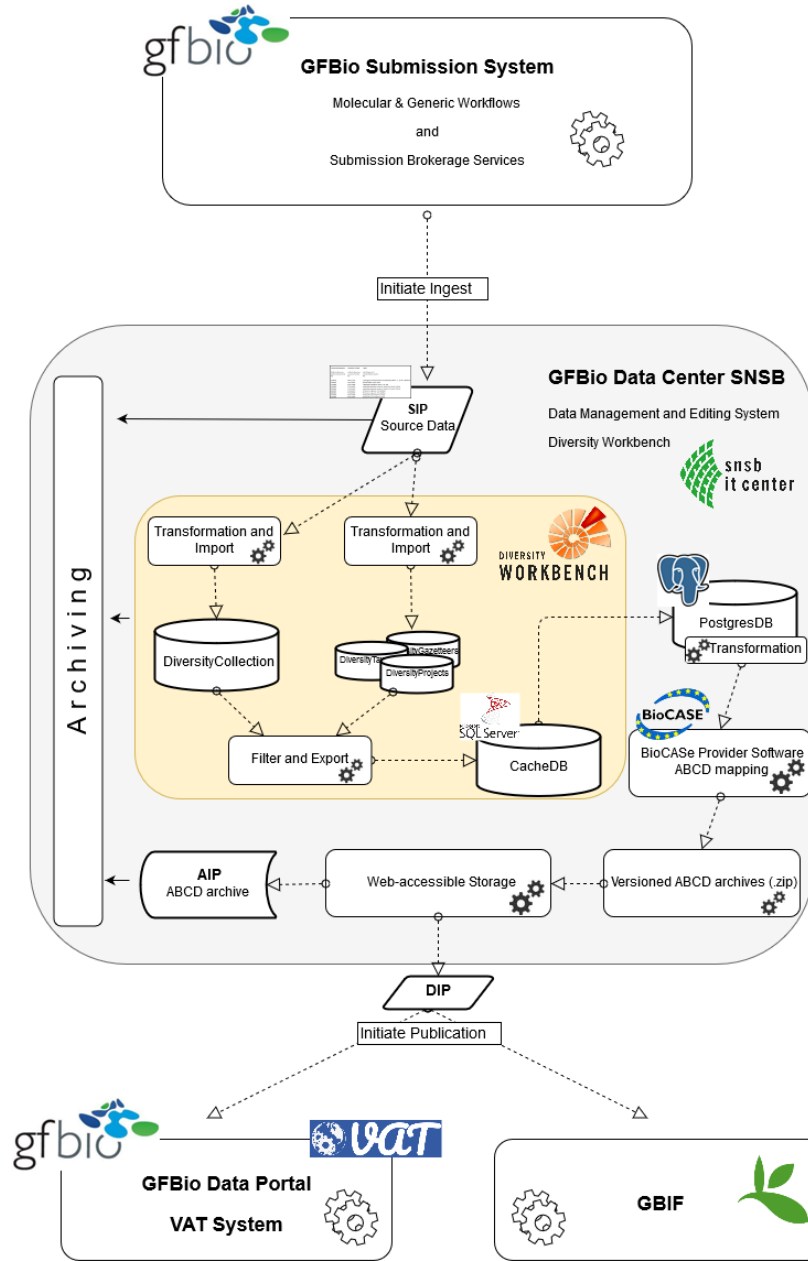 gfbio
GFBio Submission System
Molecular & Generic Workflows
and
Submission Brokerage Services
Initiate Ingest
GFBio Data Center SNSB
Data Management and Editing System
Diversity Workbench
snsb
it center
SIP
Source Data
Archiving
Transformation and
Import
Transformation and
Import
DIVERSITY
WORKBENCH
PostgresDB
Transformation
DiversityCollection
DiversityTa
sityGazetteers
DiversityProjects
SQL Server
BioCASE
Filter and Export
CacheDB
BioCASe Provider Software
ABCD mapping
AIP
ABCD archive
Web-accessible Storage
Versioned ABCD archives (.zip)
DIP
Initiate Publication
gfbio
VAT
GFBio Data Portal
VAT System
GBIF